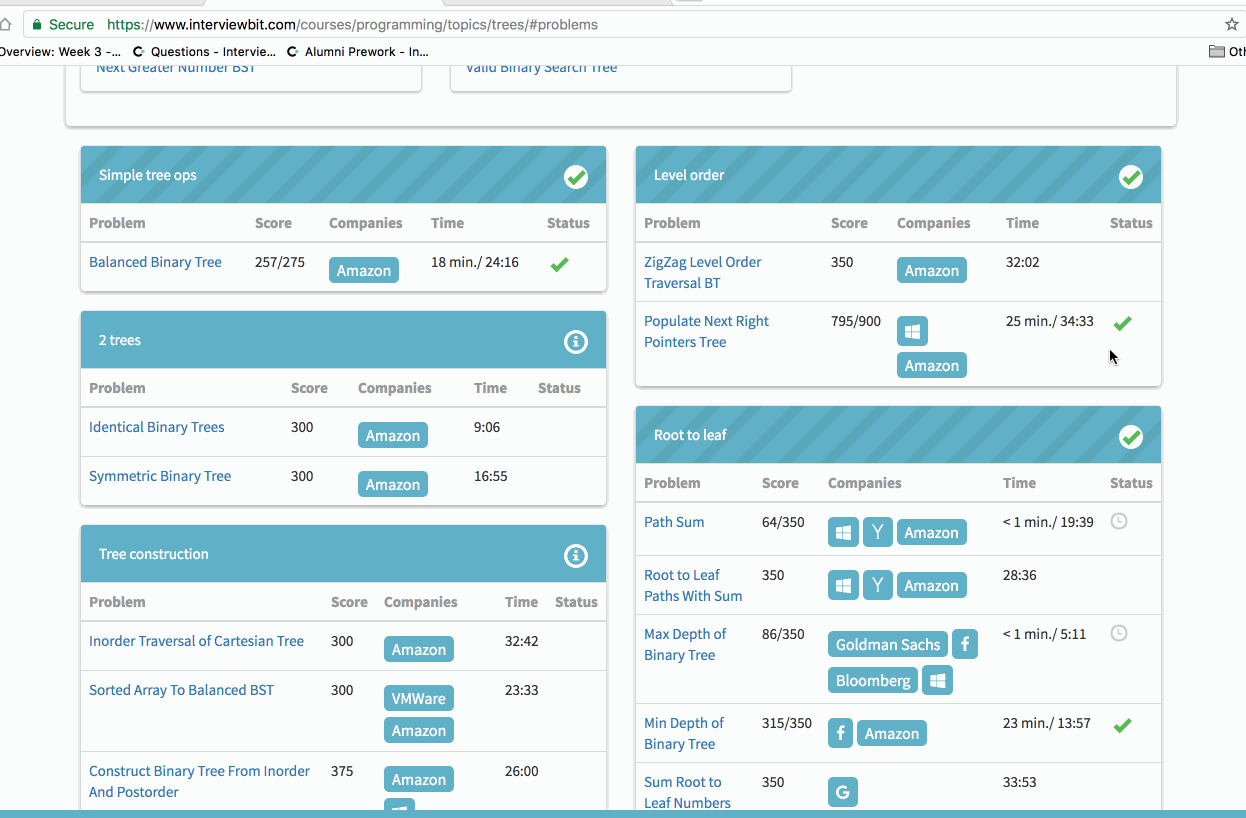 Secure https://www.interviewbit.com/courses/programming/topics/trees/#problems
Overview: Week 3 -... Questions - Intervie... Alumni Prework - In... Oth
Next Greater Number BST Valid Binary Search Tree
Simple tree ops
Problem Score Companies Time Status
Balanced Binary Tree 257/275 Amazon 18 min./ 24:16
2 trees
Problem Score Companies Time Status
Identical Binary Trees 300 Amazon 9:06
Symmetric Binary Tree 300 Amazon 16:55
Tree construction
Problem Score Companies Time Status
Inorder Traversal of Cartesian Tree 300 Amazon 32:42
Sorted Array To Balanced BST 300 VMWare 23:33
Amazon
Construct Binary Tree From Inorder 375 Amazon 26:00
And Postorder
Level order
Problem Score Companies Time Status
ZigZag Level Order 350 Amazon 32:02
Traversal BT
Populate Next Right 795/900 25 min./ 34:33
Pointers Tree Amazon
Root to leaf
Problem Score Companies Time Status
Path Sum 64/350 Y Amazon < 1 min./ 19:39
Root to Leaf 350 Y Amazon 28:36
Paths With Sum
Max Depth of 86/350 Goldman Sachs f < 1 min./ 5:11
Binary Tree Bloomberg
Min Depth of 315/350 f Amazon 23 min./ 13:57
Binary Tree
Sum Root to 350 G 33:53
Leaf Numbers